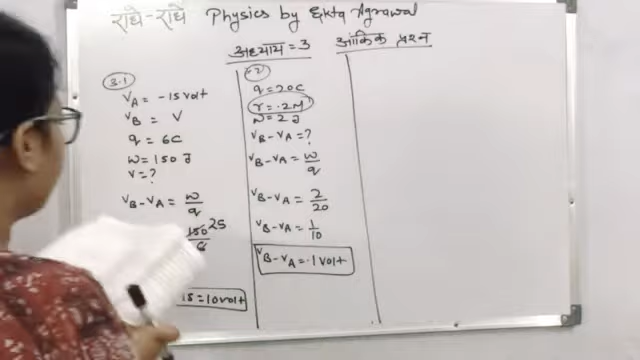 राधे-राधे Physics by Ekta Agrawal
अध्याय = 3 आंकिक प्रश्न
3.1
VA = -15 volt
VB = V
q = 6C
W = 150 J
V = ?
VB - VA = W/q
150 25
6
15 = 10 volt
q = 20C
r = .2M
W = 2 J
VB - VA = ?
VB - VA = W/q
VB - VA = 2/20
VB - VA = 1/10
VB - VA = .1 volt